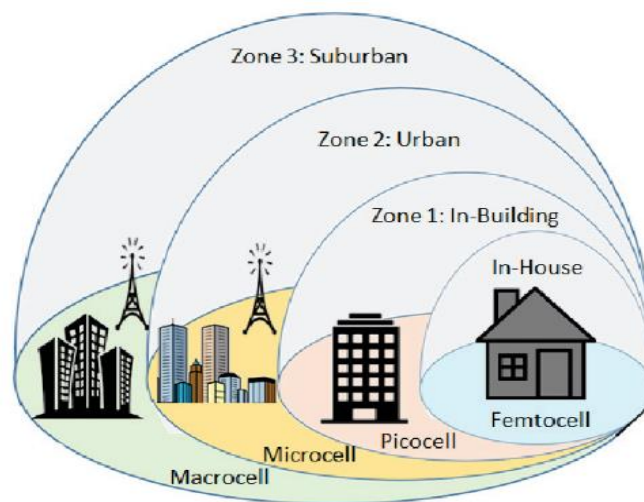 Zone 3: Suburban
Zone 2: Urban
Zone 1: In-Building
In-House
Femtocell
Picocell
Microcell
Macrocell